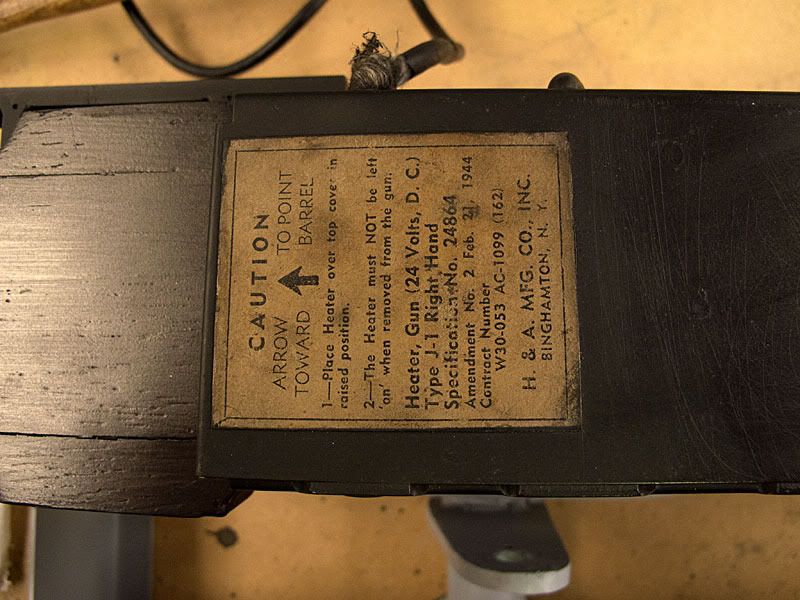 CAUTION
ARROW TO POINT
TOWARD BARREL
1—Place Heater over top cover in
raised position.
2—The Heater must NOT be left
'on' when removed from the gun.
Heater, Gun (24 Volts, D. C.)
Type J-1 Right Hand
Specification No. 24864
Amendment No. 2 Feb. 21, 1944
Contract Number
W30-053 AC-1099 (162)
H. & A. MFG. CO., INC.
BINGHAMTON, N. Y.